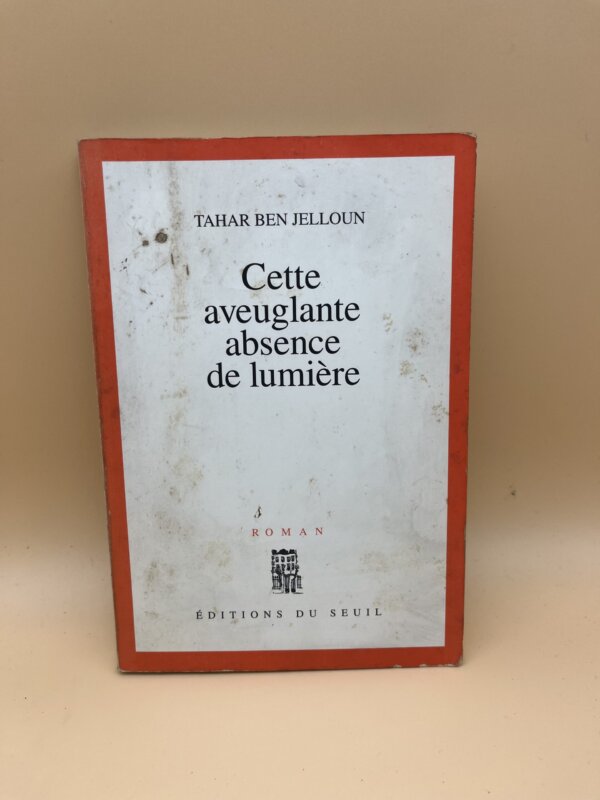 TAHAR BEN JELLOUN
Cette
aveuglante
absence
de lumière
ROMAN
ÉDITIONS DU SEUIL